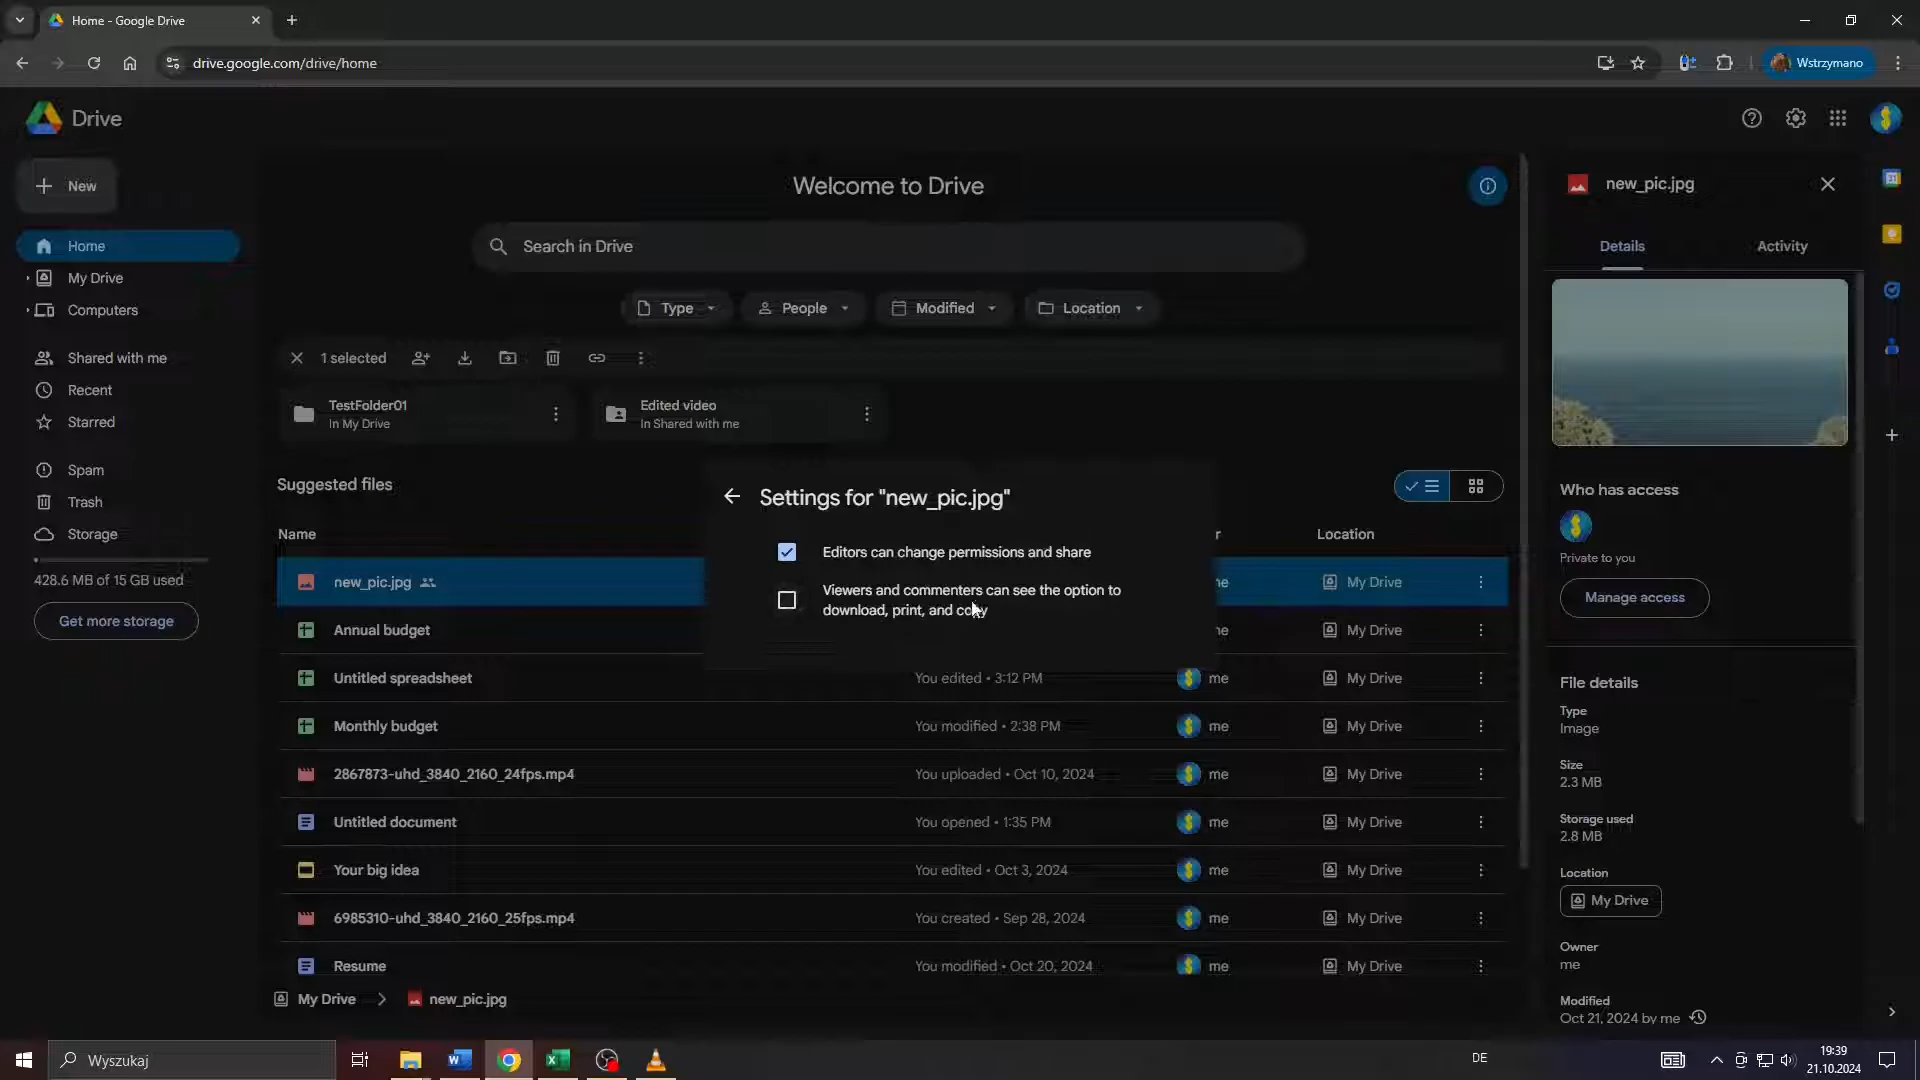 Home - Google Drive
drive.google.com/drive/home
Wstrzymano
Drive
New
Home
My Drive
Computers
Shared with me
Recent
Starred
Spam
Trash
Storage
428.6 MB of 15 GB used
Get more storage
Welcome to Drive
Search in Drive
Type
People
Modified
Location
1 selected
TestFolder01
In My Drive
Edited video
In Shared with me
Suggested files
Name
Location
Settings for "new_pic.jpg"
Editors can change permissions and share
Viewers and commenters can see the option to
download, print, and copy
new_pic.jpg
My Drive
Annual budget
My Drive
Untitled spreadsheet
You edited • 3:12 PM
me
My Drive
Monthly budget
You modified • 2:38 PM
me
My Drive
2867873-uhd_3840_2160_24fps.mp4
You uploaded • Oct 10, 2024
me
My Drive
Untitled document
You opened • 1:35 PM
me
My Drive
Your big idea
You edited • Oct 3, 2024
me
My Drive
6985310-uhd_3840_2160_25fps.mp4
You created • Sep 28, 2024
me
My Drive
Resume
You modified • Oct 20, 2024
me
My Drive
My Drive
new_pic.jpg
new_pic.jpg
Details
Activity
Who has access
Private to you
Manage access
File details
Type
Image
Size
2.3 MB
Storage used
2.8 MB
Location
My Drive
Owner
me
Modified
Oct 21, 2024 by me
Wyszukaj
DE
19:39
21.10.2024